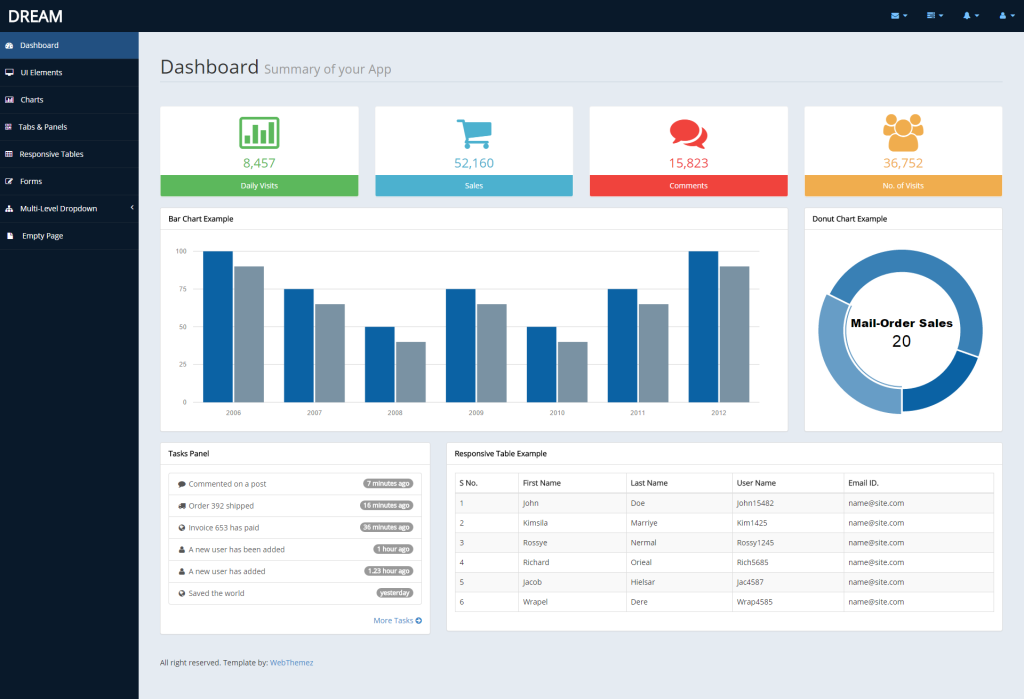 DREAM
Dashboard
UI Elements
Charts
Tabs & Panels
Responsive Tables
Forms
Multi-Level Dropdown
Empty Page
Dashboard Summary of your App
8,457
Daily Visits
52,160
Sales
15,823
Comments
36,752
No. of Visits
Bar Chart Example
100
75
50
25
0
2006 2007 2008 2009 2010 2011 2012
Donut Chart Example
Mail-Order Sales
20
Tasks Panel
Commented on a post 7 minutes ago
Order 392 shipped 16 minutes ago
Invoice 653 has paid 36 minutes ago
A new user has been added 1 hour ago
A new user has added 1.23 hour ago
Saved the world yesterday
More Tasks
Responsive Table Example
S No. First Name Last Name User Name Email ID.
1 John Doe John15482 name@site.com
2 Kimsila Marriye Kim1425 name@site.com
3 Rossye Nermal Rossy1245 name@site.com
4 Richard Orieal Rich5685 name@site.com
5 Jacob Hielsar Jac4587 name@site.com
6 Wrapel Dere Wrap4585 name@site.com
All right reserved. Template by: WebThemez